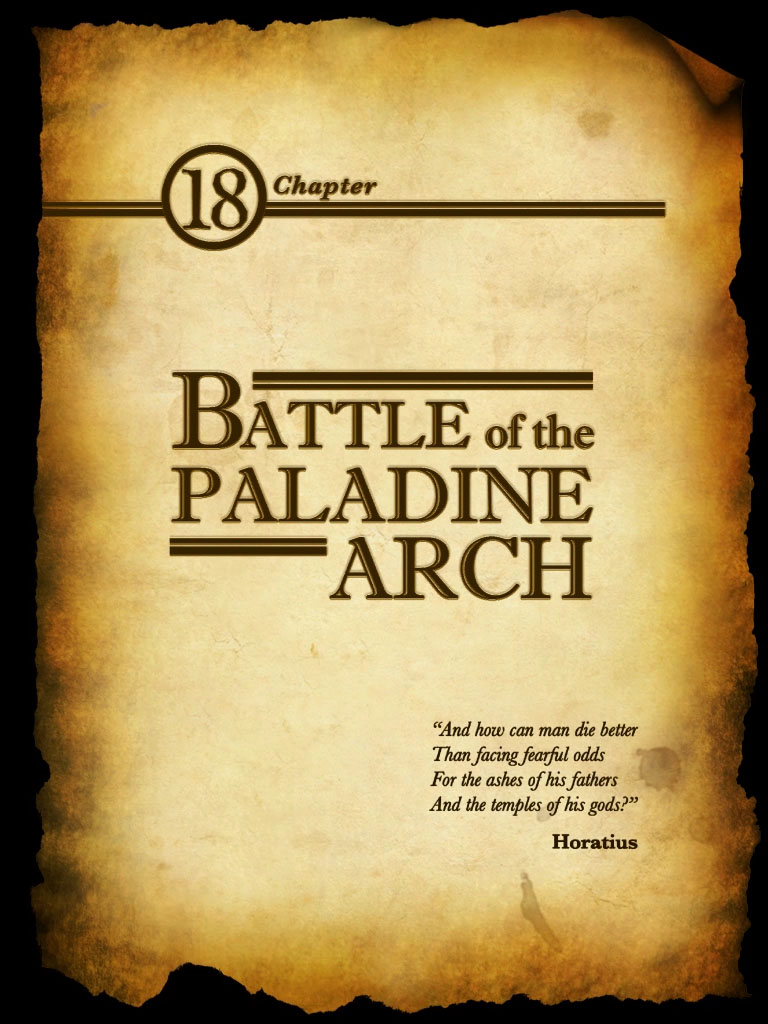 18 Chapter
BATTLE of the
PALADINE
ARCH
“And how can man die better
Than facing fearful odds
For the ashes of his fathers
And the temples of his gods?”
Horatius